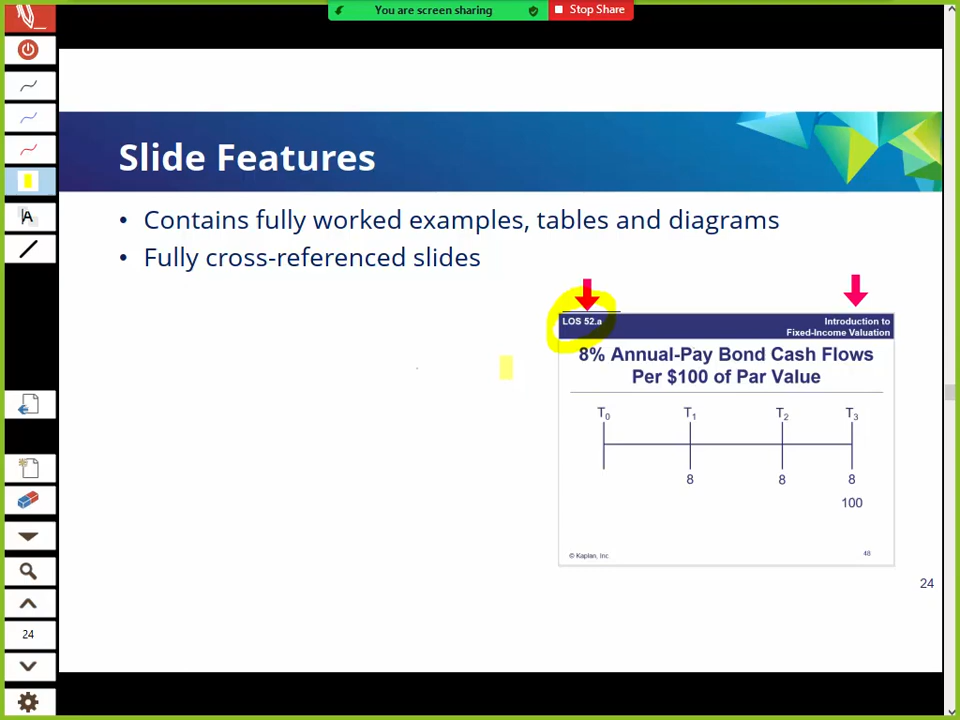 You are screen sharing
Stop Share
Slide Features
• Contains fully worked examples, tables and diagrams
• Fully cross-referenced slides
LOS 52.a
Introduction to
Fixed-Income Valuation
8% Annual-Pay Bond Cash Flows
Per $100 of Par Value
T0 T1 T2 T3
8 8 8
100
© Kaplan, Inc.
48
24
A
24